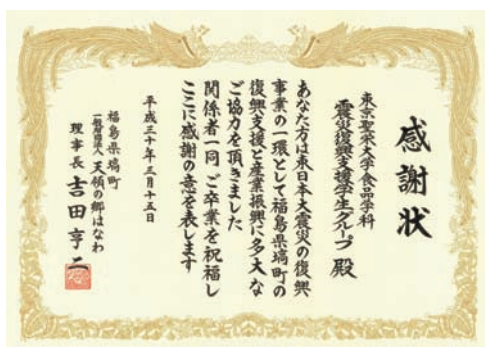 感謝状
東京聖栄大学食品学科
震災復興支援学生グループ 殿
あなた方は東日本大震災の復興
事業の一環として福島県塙町の
復興支援と産業振興に多大な
ご協力を頂きました
関係者一同 ご卒業を祝福し
ここに感謝の意を表します
平成三十年三月十五日
福島県塙町
一般社団法人 天領の郷はなわ
理事長 吉田亨二